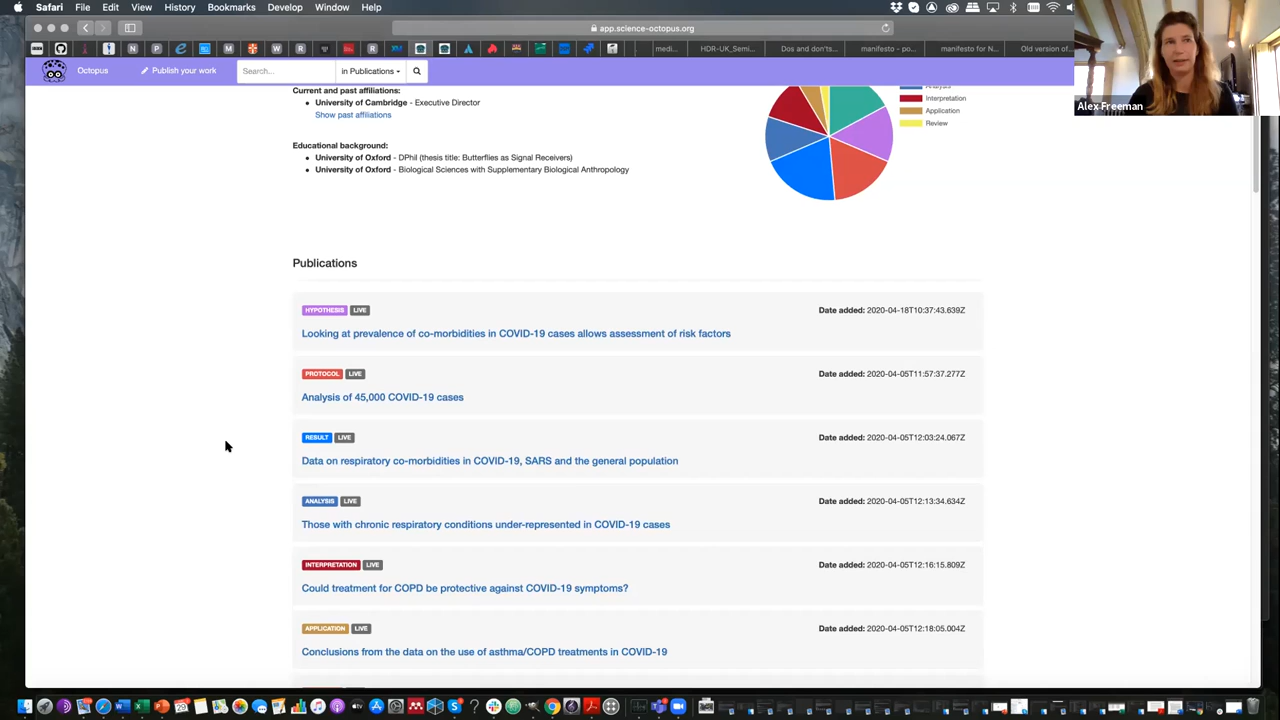 Safari File Edit View History Bookmarks Develop Window Help
app.science-octopus.org
medi... HDR-UK_Semi... Dos and don'ts... manifesto - po... manifesto for N... Old version of
Octopus Publish your work Search... in Publications
Alex Freeman
Current and past affiliations:
University of Cambridge - Executive Director
Show past affiliations
Interpretation
Application
Review
Educational background:
University of Oxford - DPhil (thesis title: Butterflies as Signal Receivers)
University of Oxford - Biological Sciences with Supplementary Biological Anthropology
Publications
HYPOTHESIS LIVE Date added: 2020-04-18T10:37:43.639Z
Looking at prevalence of co-morbidities in COVID-19 cases allows assessment of risk factors
PROTOCOL LIVE Date added: 2020-04-05T11:57:37.277Z
Analysis of 45,000 COVID-19 cases
RESULT LIVE Date added: 2020-04-05T12:03:24.067Z
Data on respiratory co-morbidities in COVID-19, SARS and the general population
ANALYSIS LIVE Date added: 2020-04-05T12:13:34.634Z
Those with chronic respiratory conditions under-represented in COVID-19 cases
INTERPRETATION LIVE Date added: 2020-04-05T12:16:15.809Z
Could treatment for COPD be protective against COVID-19 symptoms?
APPLICATION LIVE Date added: 2020-04-05T12:18:05.004Z
Conclusions from the data on the use of asthma/COPD treatments in COVID-19